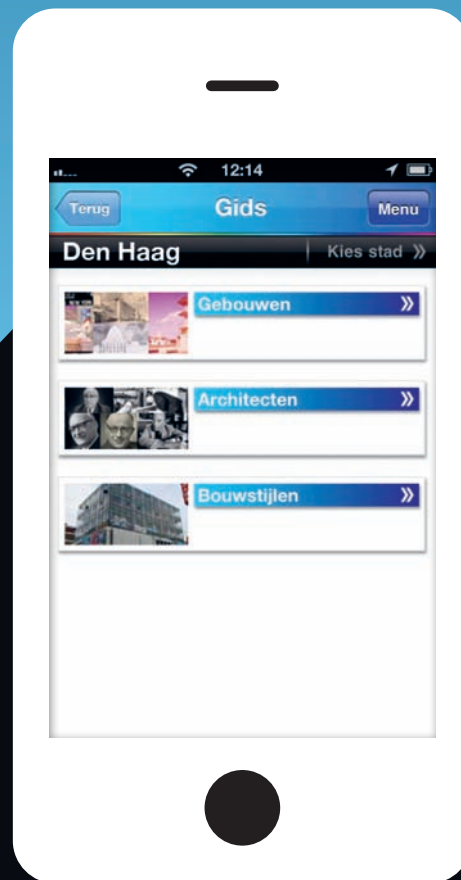 12:14
Terug
Gids
Menu
Den Haag
Kies stad »
Gebouwen »
Architecten »
Bouwstijlen »